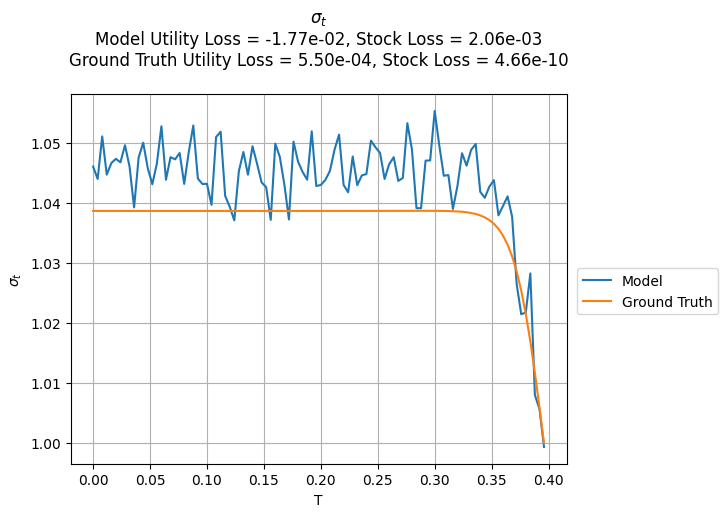 σt
Model Utility Loss = -1.77e-02, Stock Loss = 2.06e-03
Ground Truth Utility Loss = 5.50e-04, Stock Loss = 4.66e-10
1.05
1.04
1.03
1.02
1.01
1.00
σt
0.00 0.05 0.10 0.15 0.20 0.25 0.30 0.35 0.40
T
Model
Ground Truth